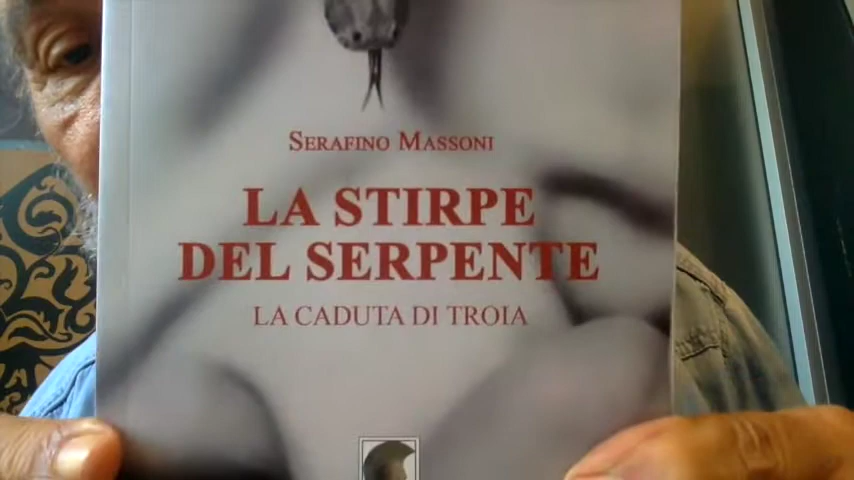 SERAFINO MASSONI
LA STIRPE
DEL SERPENTE
LA CADUTA DI TROIA